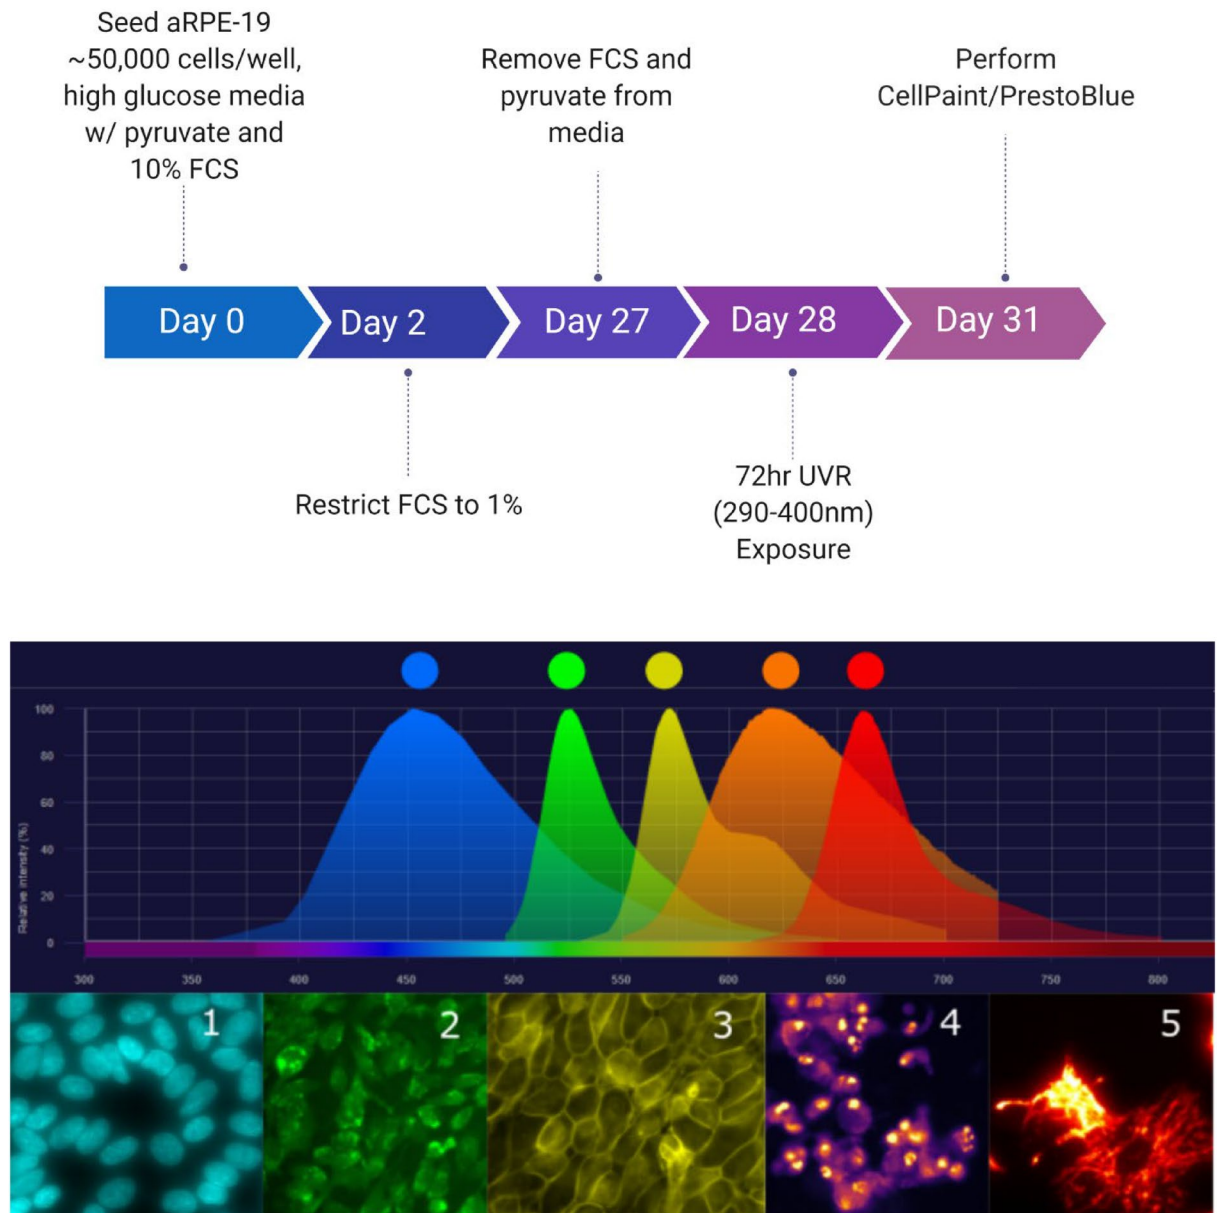 Seed aRPE-19
~50,000 cells/well,
high glucose media
w/ pyruvate and
10% FCS
Remove FCS and
pyruvate from
media
Perform
CellPaint/PrestoBlue
Day 0
Day 2
Day 27
Day 28
Day 31
Restrict FCS to 1%
72hr UVR
(290-400nm)
Exposure
Relative intensity (%)
100
80
60
40
20
0
300 350 400 450 500 550 600 650 700 750 800
1
2
3
4
5